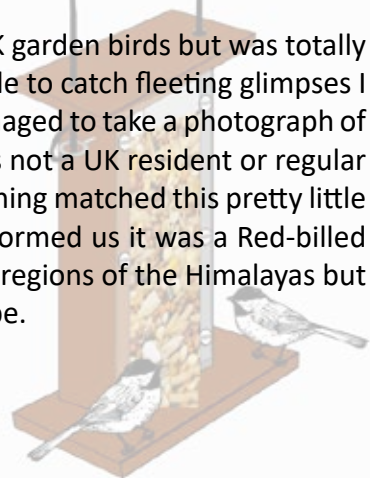 K garden birds but was totally
le to catch fleeting glimpses I
aged to take a photograph of
s not a UK resident or regular
ning matched this pretty little
ormed us it was a Red-billed
regions of the Himalayas but
pe.